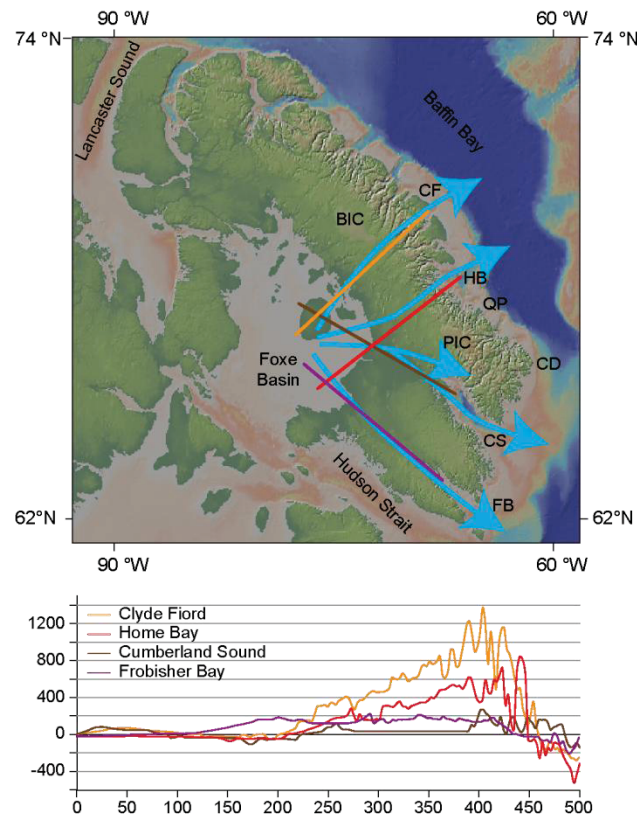 90 °W
60 °W
74 °N
74 °N
Lancaster Sound
Baffin Bay
CF
BIC
HB
QP
PIC
CD
Foxe
Basin
CS
Hudson Strait
FB
62°N
62°N
90 °W
60 °W
1200
800
400
0
-400
Clyde Fiord
Home Bay
Cumberland Sound
Frobisher Bay
0 50 100 150 200 250 300 350 400 450 500